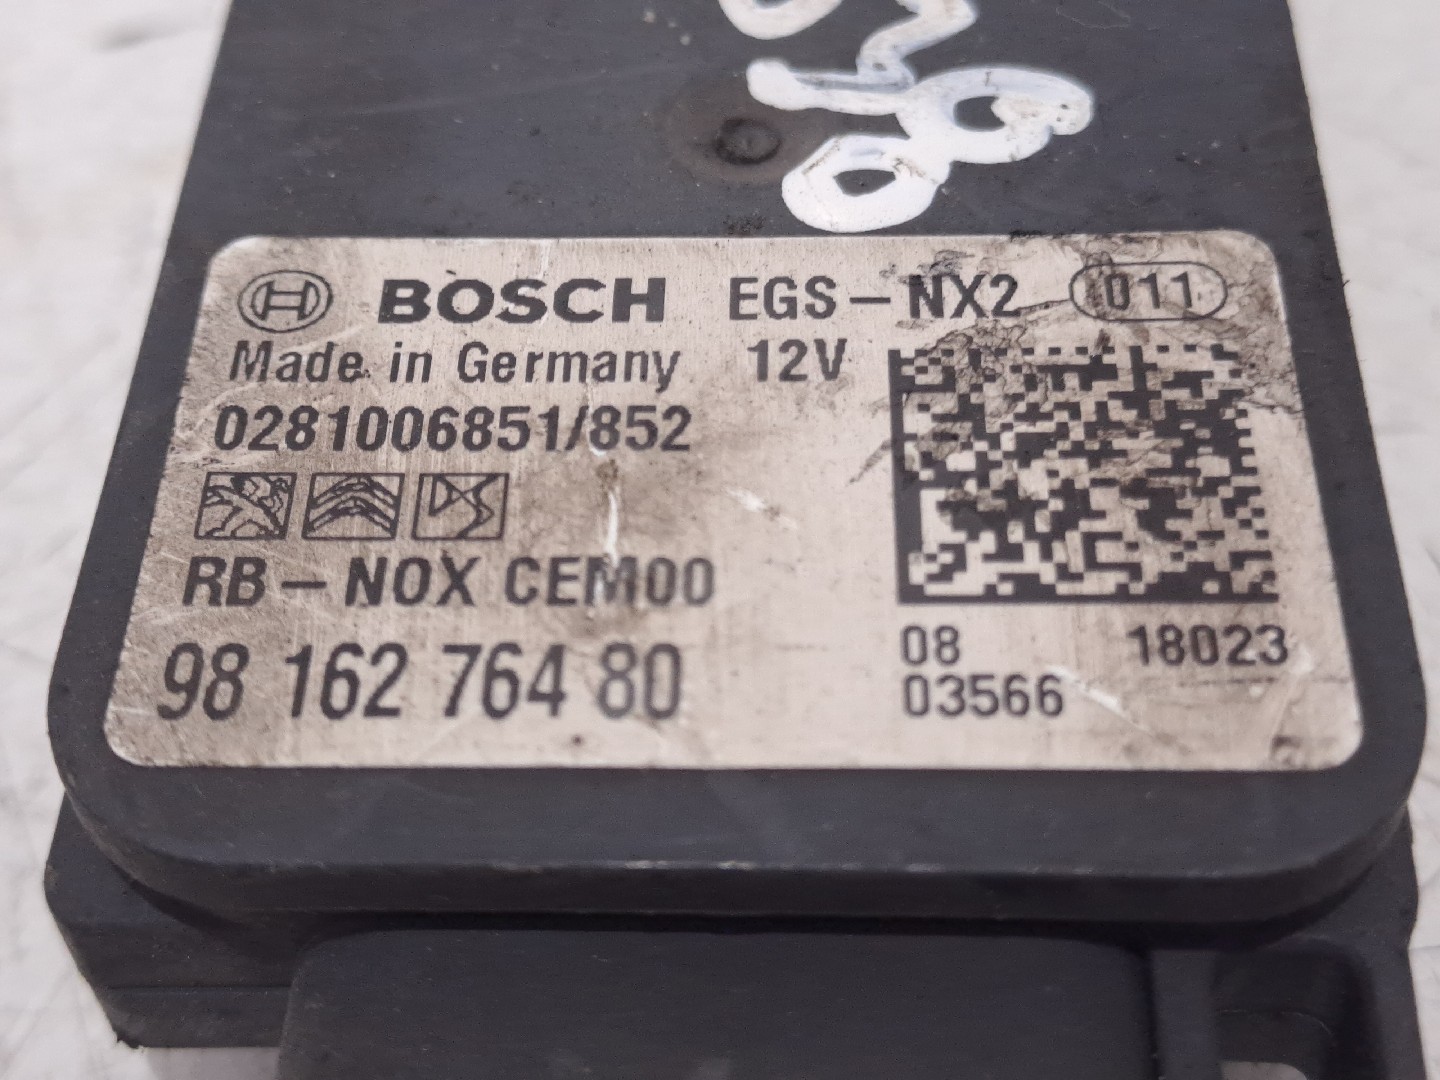 BOSCH EGS-NX2 011
Made in Germany 12V
0281006851/852
RB-NOX CEM00
98 162 764 80
08 18023
03566